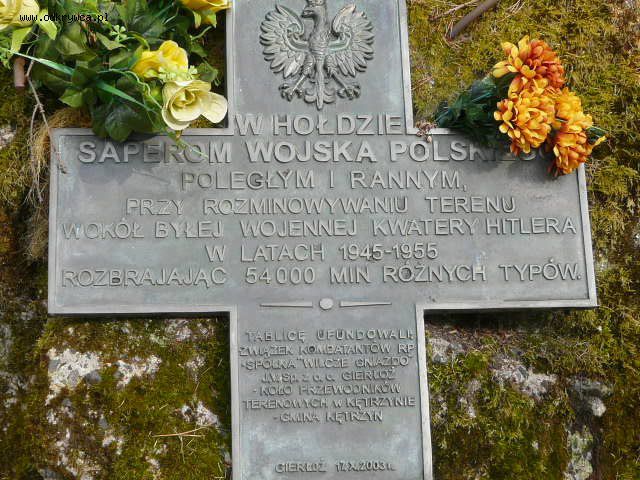 www.odkrywca.pl
W HOŁDZIE
SAPEROM WOJSKA POLSKIEGO
POLEGŁYM I RANNYM,
PRZY ROZMINOWYWANIU TERENU
WOKÓŁ BYŁEJ WOJENNEJ KWATERY HITLERA
W LATACH 1945-1955
ROZBRAJAJĄC 54000 MIN RÓŻNYCH TYPÓW.
TABLICĘ UFUNDOWALI:
-ZWIĄZEK KOMBATANTÓW RP
-SPÓŁKA "WILCZE GNIAZDO"
Sp. z o.o. GIERŁOŻ
- KOŁO PRZEWODNIKÓW
TERENOWYCH w KĘTRZYNIE
- GMINA KĘTRZYN
GIERŁOŻ 17.X.2003 r.